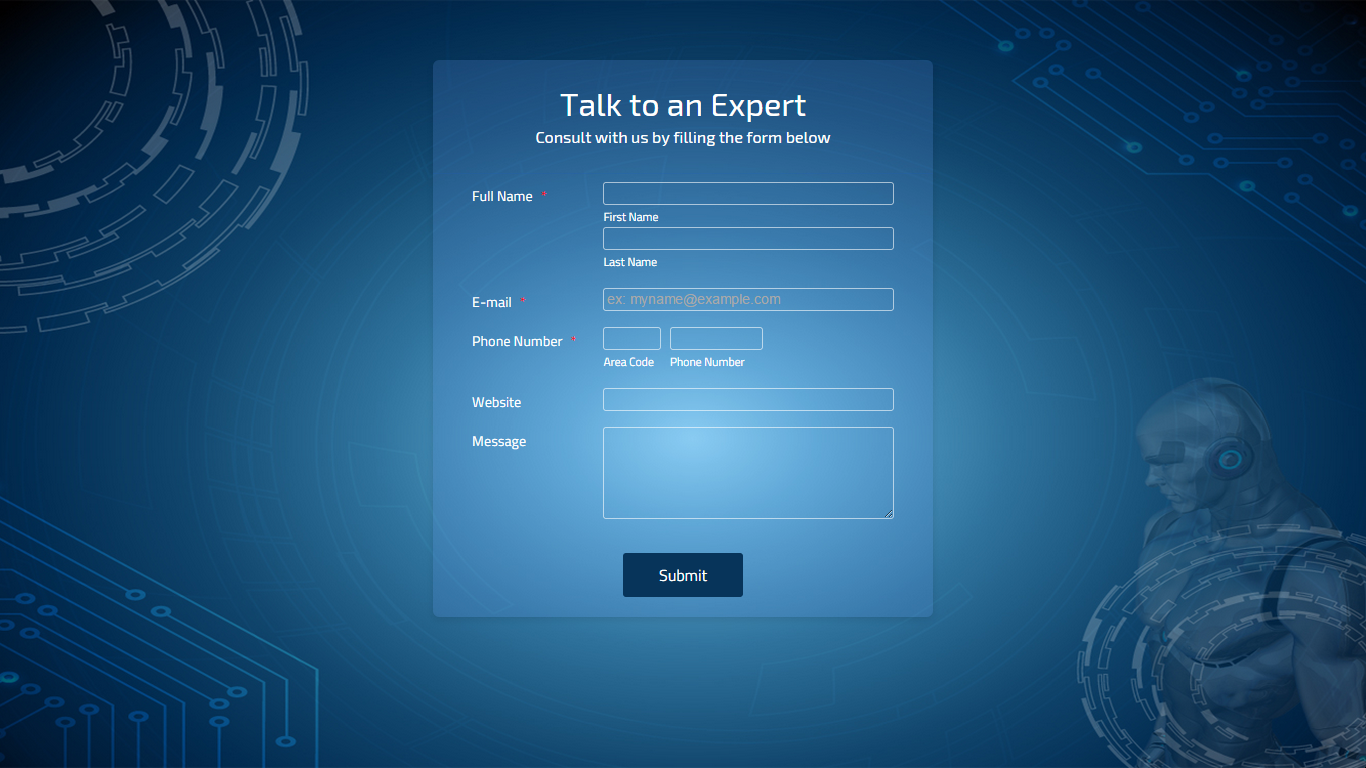 Talk to an Expert
Consult with us by filling the form below
Full Name *
First Name
Last Name
E-mail *
ex: myname@example.com
Phone Number *
Area Code Phone Number
Website
Message
Submit